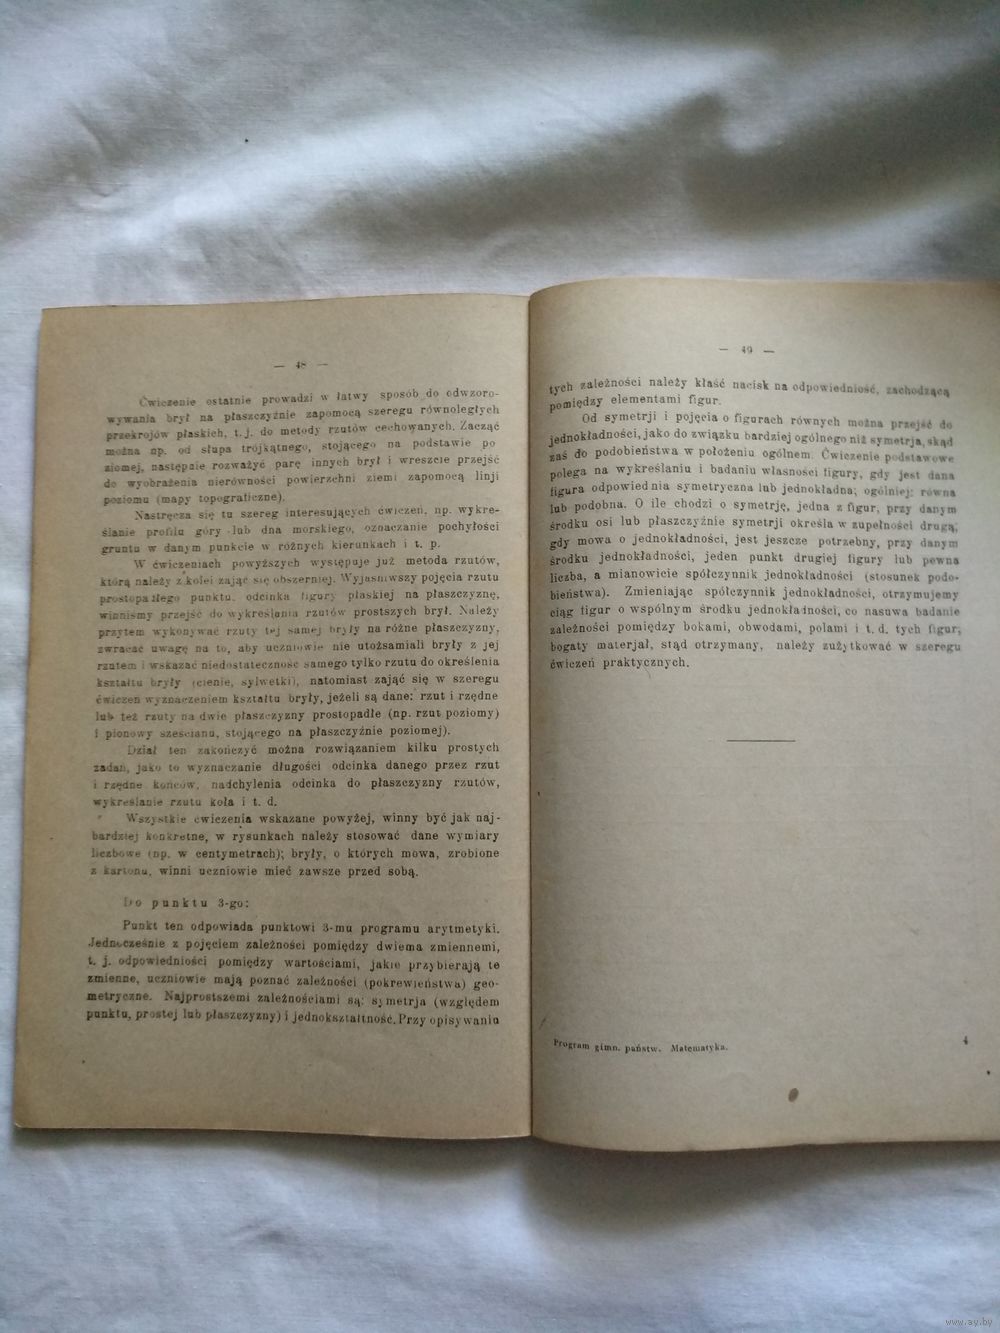 — 48 —
Ćwiczenie ostatnie prowadzi w łatwy sposób do odwzoro-
wywania brył na płaszczyźnie zapomocą szeregu równoległych
przekrojów płaskich, t. j. do metody rzutów cechowanych. Zacząć
można np. od słupa trójkątnego, stojącego na podstawie po
ziomej, następnie rozważyć parę innych brył i wreszcie przejść
do wyobrażenia nierówności powierzchni ziemi zapomocą linji
poziomu (mapy topograficzne).
Nastręcza się tu szereg interesujących ćwiczeń, np. wykre-
ślanie profilu góry lub dna morskiego, oznaczanie pochyłości
gruntu w danym punkcie w różnych kierunkach i t. p.
W ćwiczeniach powyższych występuje już metoda rzutów,
którą należy z kolei zająć się obszerniej. Wyjaśniwszy pojęcia rzutu
prostopadłego punktu, odcinka figury płaskiej na płaszczyznę,
winniśmy przejść do wykreślania rzutów prostszych brył. Należy
przytem wykonywać rzuty tej samej bryły na różne płaszczyzny,
zwracać uwagę na to, aby uczniowie nie utożsamiali bryły z jej
rzutem i wskazać niedostateczność samego tylko rzutu do określenia
kształtu bryły (cienie, sylwetki), natomiast zająć się w szeregu
ćwiczeń wyznaczeniem kształtu bryły, jeżeli są dane: rzut i rzędne
lub też rzuty na dwie płaszczyzny prostopadłe (np. rzut poziomy)
i pionowy sześcianu, stojącego na płaszczyźnie poziomej).
Dział ten zakończyć można rozwiązaniem kilku prostych
zadań, jako to wyznaczanie długości odcinka danego przez rzut
i rzędne końców, nadchylenia odcinka do płaszczyzny rzutów,
wykreślanie rzutu koła i t. d.
Wszystkie ćwiczenia wskazane powyżej, winny być jak naj-
bardziej konkretne, w rysunkach należy stosować dane wymiary
liczbowe (np. w centymetrach); bryły, o których mowa, zrobione
z kartonu, winni uczniowie mieć zawsze przed sobą.
Do punktu 3-go:
Punkt ten odpowiada punktowi 3-mu programu arytmetyki.
Jednocześnie z pojęciem zależności pomiędzy dwiema zmiennemi,
t. j. odpowiedniości pomiędzy wartościami, jakie przybierają te
zmienne, uczniowie mają poznać zależności (pokrewieństwa) geo-
metryczne. Najprostszemi zależnościami są: symetrja (względem
punktu, prostej lub płaszczyzny) i jednokształtność. Przy opisywaniu
— 49 —
tych zależności należy kłaść nacisk na odpowiedniość, zachodzącą
pomiędzy elementami figur.
Od symetrji i pojęcia o figurach równych można przejść do
jednokładności, jako do związku bardziej ogólnego niż symetrja, skąd
zaś do podobieństwa w położeniu ogólnem. Ćwiczenie podstawowe
polega na wykreślaniu i badaniu własności figury, gdy jest dana
figura odpowiednia symetryczna lub jednokładna; ogólniej: równa
lub podobna. O ile chodzi o symetrję, jedna z figur, przy danym
środku osi lub płaszczyźnie symetrji określa w zupełności drugą;
gdy mowa o jednokładności, jest jeszcze potrzebny, przy danym
środku jednokładności, jeden punkt drugiej figury lub pewna
liczba, a mianowicie spółczynnik jednokładności (stosunek podo-
bieństwa). Zmieniając spółczynnik jednokładności, otrzymujemy
ciąg figur o wspólnym środku jednokładności, co nasuwa badanie
zależności pomiędzy bokami, obwodami, polami i t. d. tych figur;
bogaty materjał, stąd otrzymany, należy zużytkować w szeregu
ćwiczeń praktycznych.
Program gimn. państw. Matematyka.
4
www.ay.by